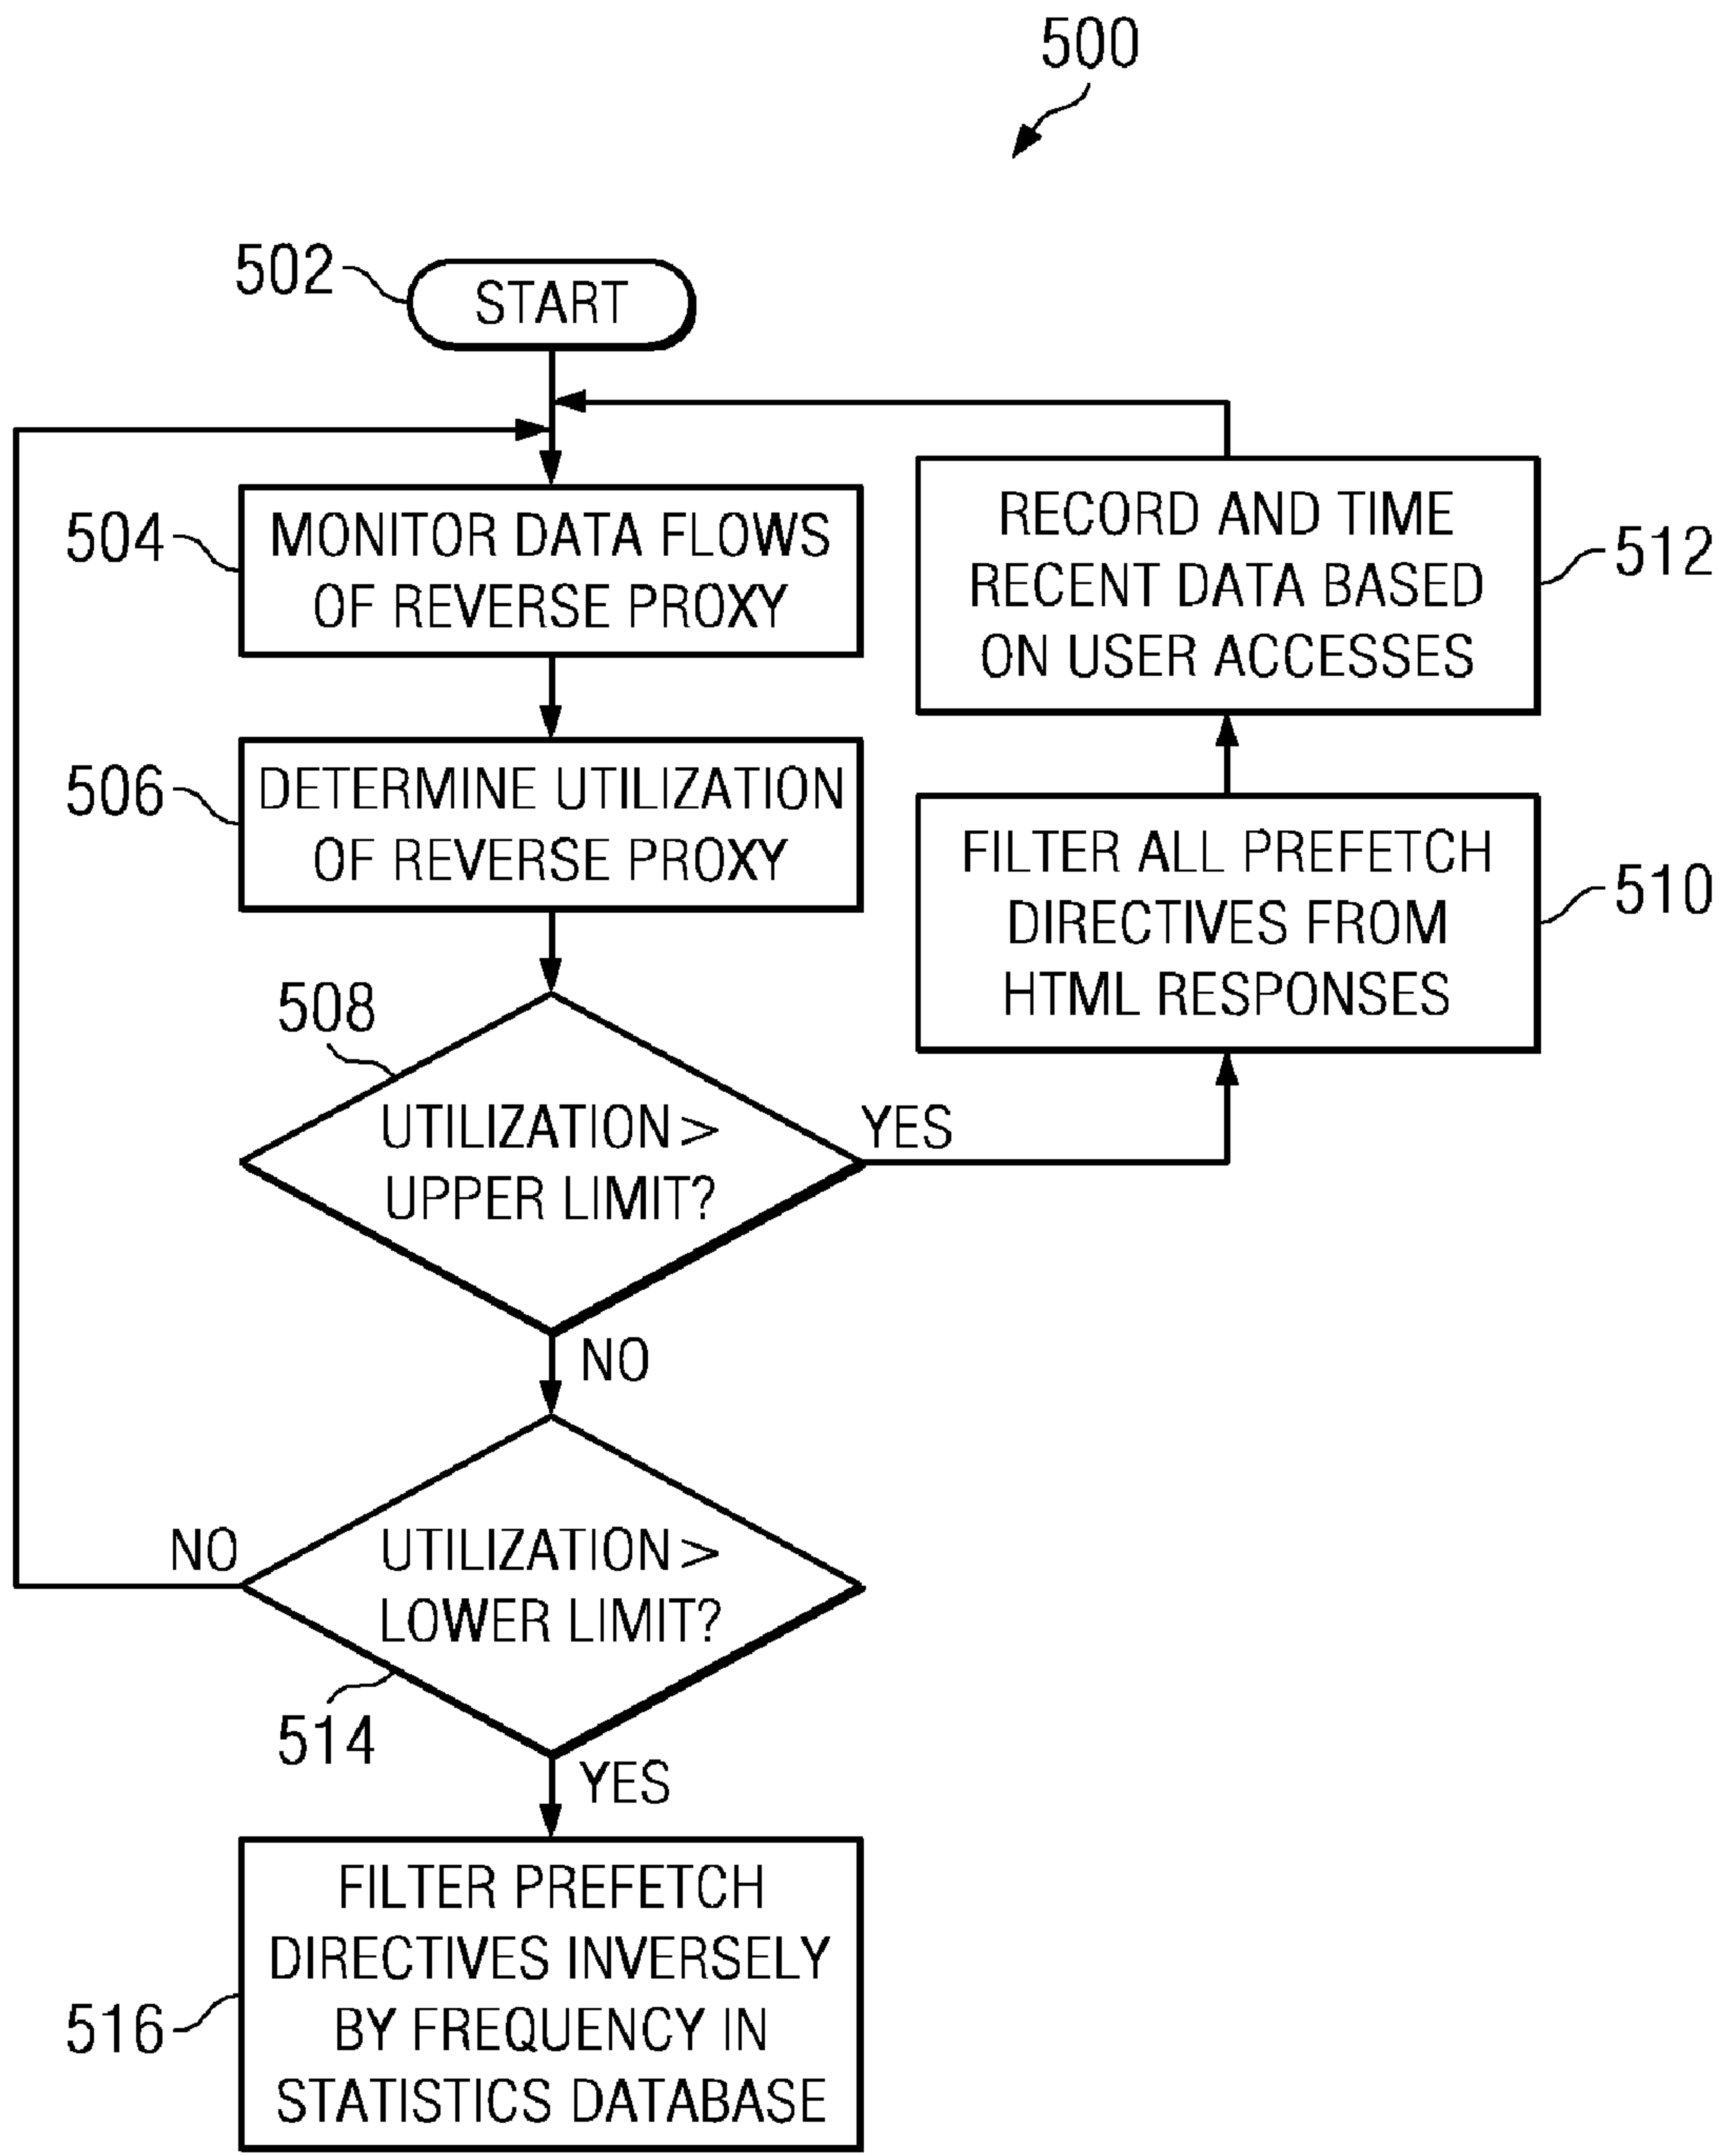 500
502
START
504
MONITOR DATA FLOWS
OF REVERSE PROXY
506
DETERMINE UTILIZATION
OF REVERSE PROXY
508
UTILIZATION >
UPPER LIMIT?
YES
NO
510
FILTER ALL PREFETCH
DIRECTIVES FROM
HTML RESPONSES
512
RECORD AND TIME
RECENT DATA BASED
ON USER ACCESSES
514
UTILIZATION >
LOWER LIMIT?
NO
YES
516
FILTER PREFETCH
DIRECTIVES INVERSELY
BY FREQUENCY IN
STATISTICS DATABASE